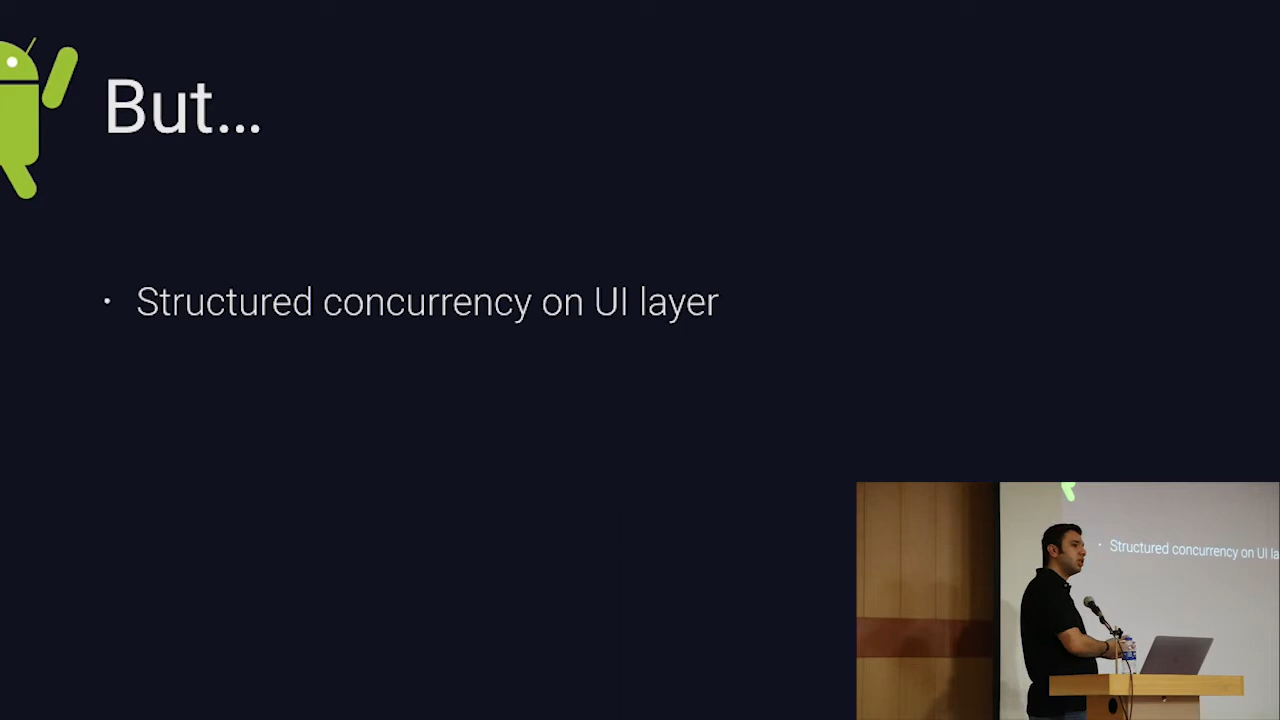 But…
• Structured concurrency on UI layer
• Structured concurrency on UI la